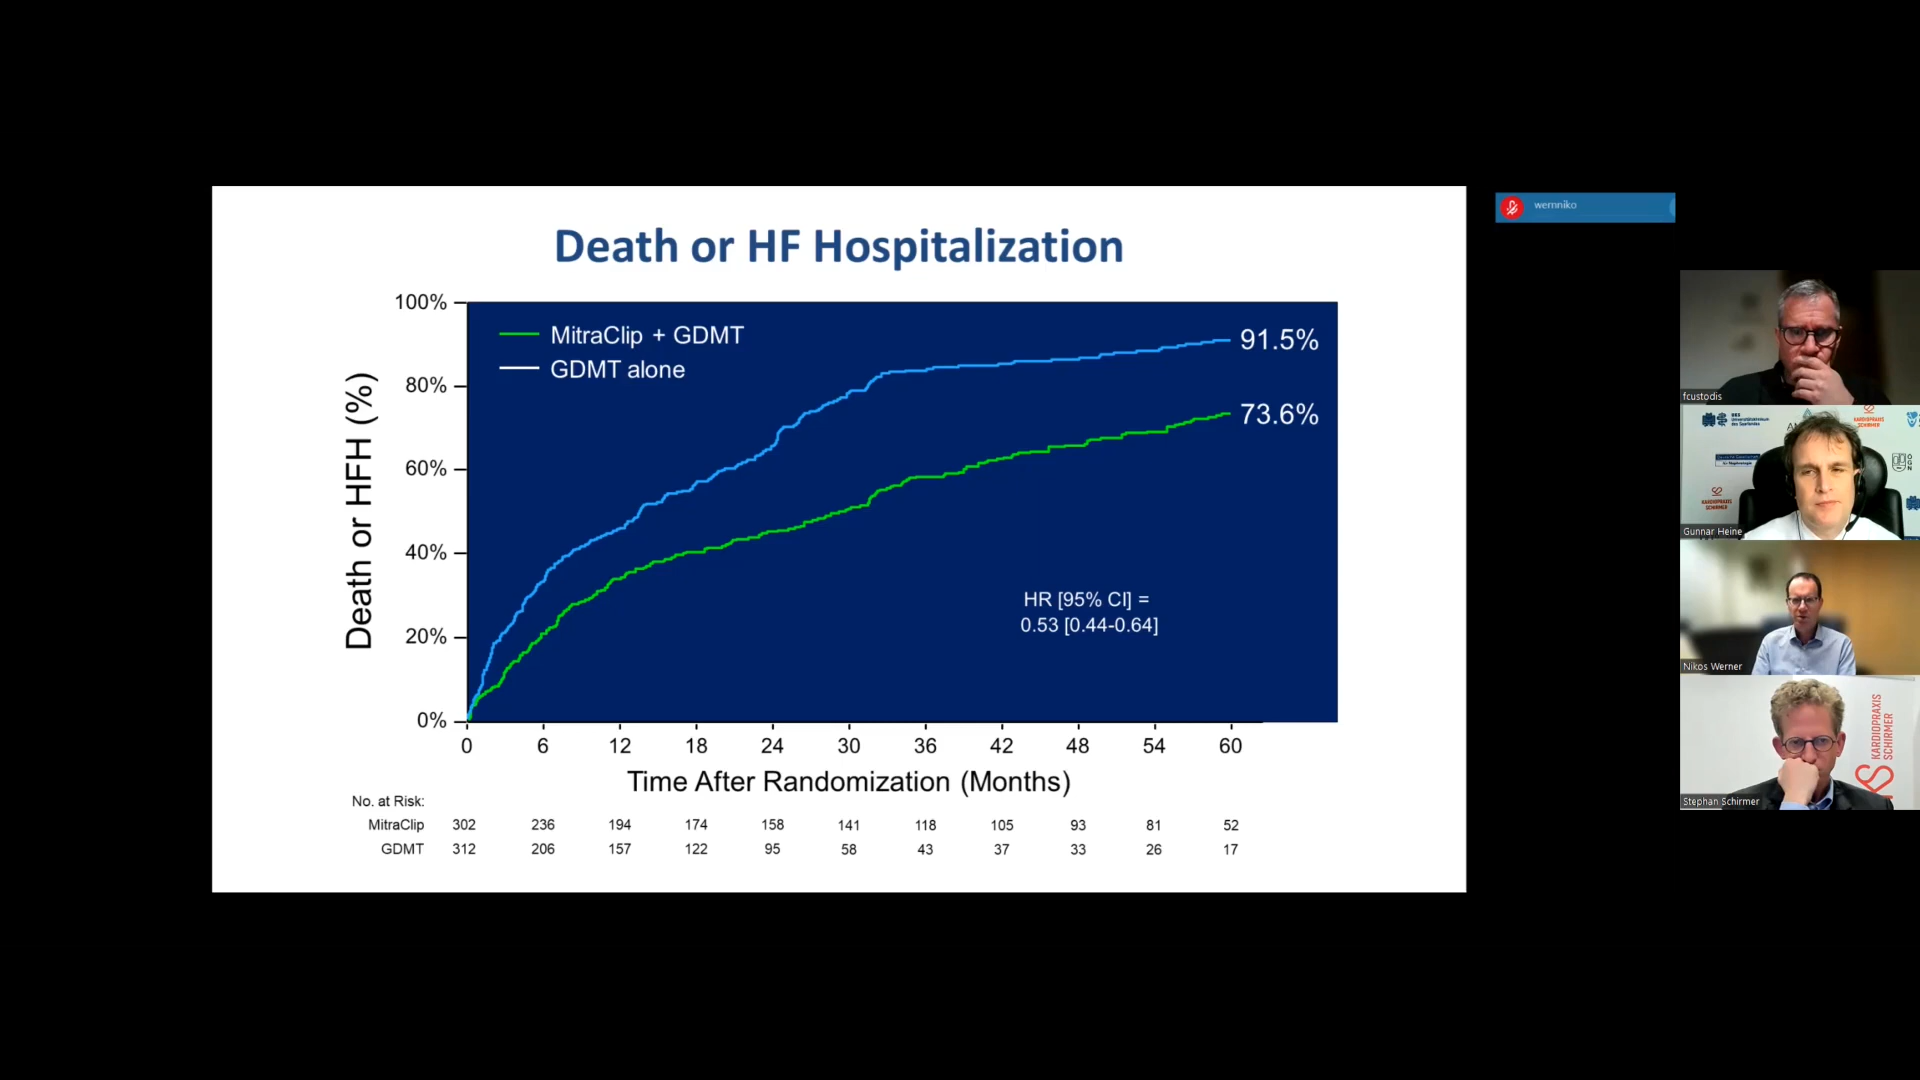 Death or HF Hospitalization
100%
80%
60%
40%
20%
0%
Death or HFH (%)
MitraClip + GDMT
GDMT alone
91.5%
73.6%
HR [95% CI] =
0.53 [0.44-0.64]
0 6 12 18 24 30 36 42 48 54 60
Time After Randomization (Months)
No. at Risk:
MitraClip 302 236 194 174 158 141 118 105 93 81 52
GDMT 312 206 157 122 95 58 43 37 33 26 17
wernniko
fcustodis
KARDIOPRAXIS
SCHIRMER
KARDIOPRAXIS
SCHIRMER
Gunnar Heine
Nikos Werner
KARDIOPRAXIS
SCHIRMER
Stephan Schirmer